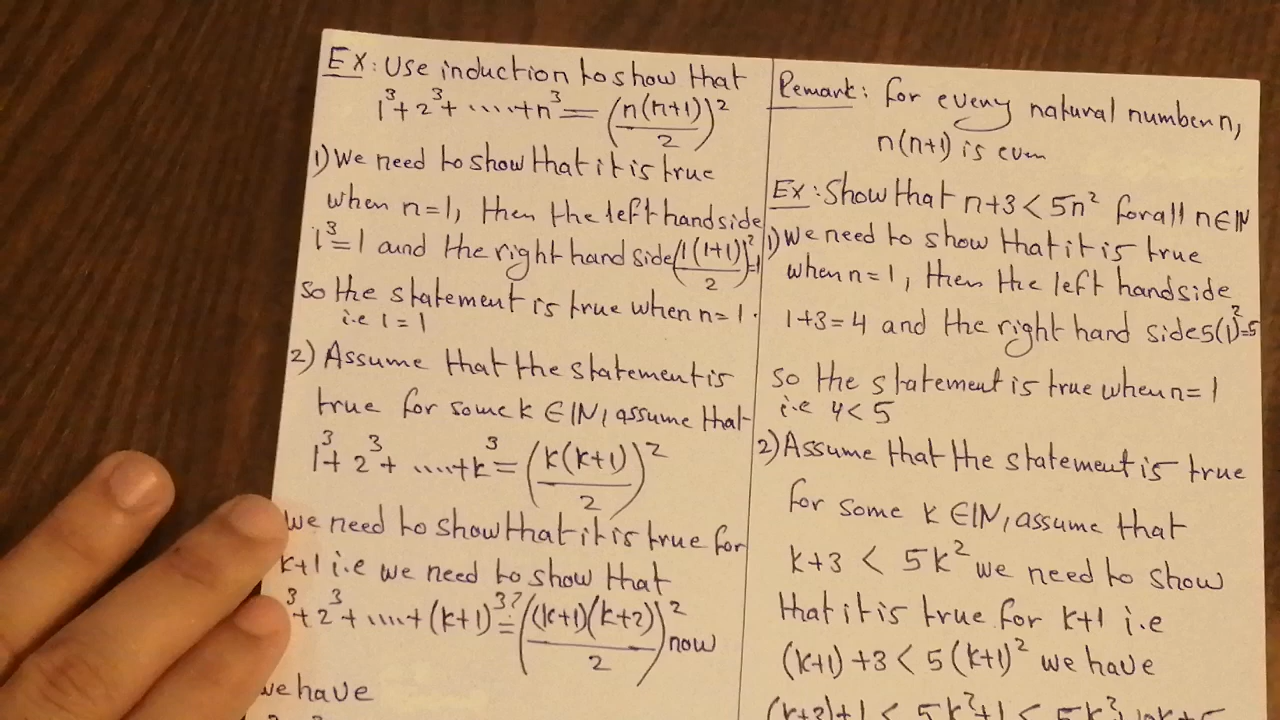 Ex: Use induction to show that
1³+2³+.....+n³ = (n(n+1)/2)²
1) We need to show that it is true
when n=1, then the left hand side
1³=1 and the right hand side (1(1+1)/2)²=1
so the statement is true when n=1.
i.e 1=1
2) Assume that the statement is
true for some k∈ℕ, assume that
1³+2³+.....+k³ = (k(k+1)/2)²
we need to show that it is true for
k+1 i.e we need to show that
³+2³+.....+(k+1)³ ?= ((k+1)(k+2)/2)² now
we have
Remark: for every natural number n,
n(n+1) is even
Ex: Show that n+3<5n² for all n∈ℕ
1) We need to show that it is true
when n=1, then the left hand side
1+3=4 and the right hand side 5(1)²=5
so the statement is true when n=1
i.e 4<5
2) Assume that the statement is true
for some k∈ℕ, assume that
k+3 < 5k² we need to show
that it is true for k+1 i.e
(k+1)+3<5(k+1)² we have
(k+3)+1 < 5k²+1 <